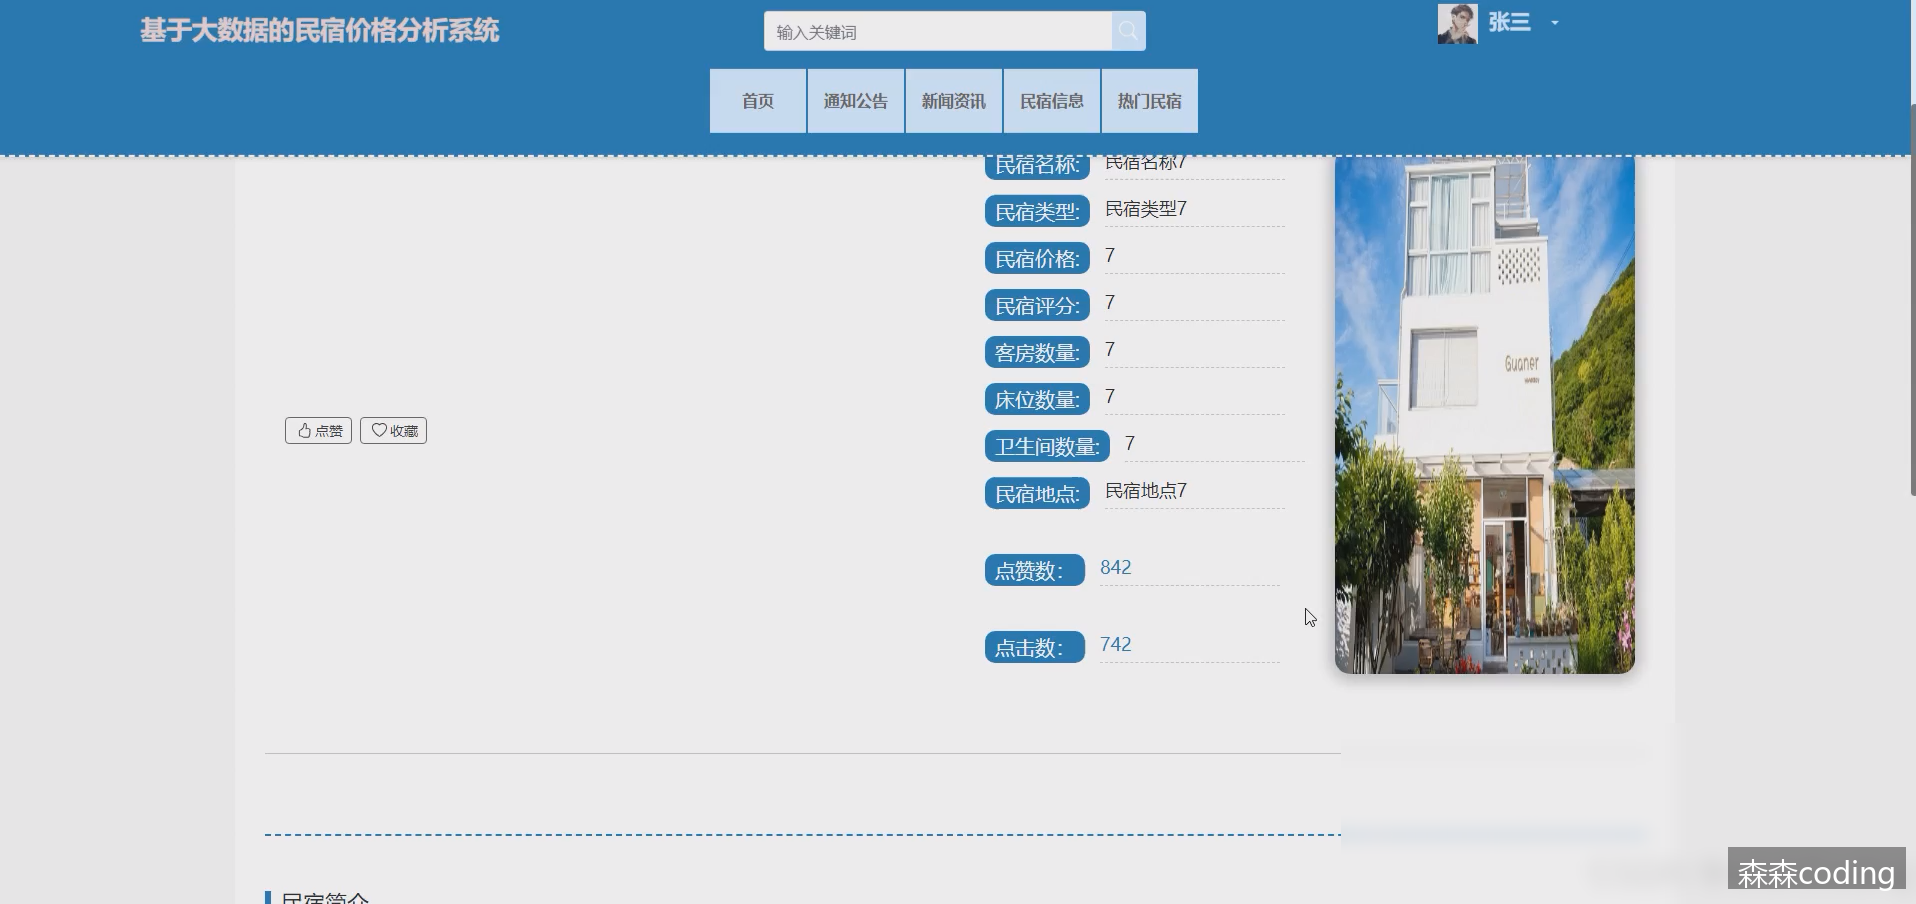 基于大数据的民宿价格分析系统
输入关键词
张三
首页 通知公告 新闻资讯 民宿信息 热门民宿
民宿名称: 民宿名称7
民宿类型: 民宿类型7
民宿价格: 7
民宿评分: 7
客房数量: 7
床位数量: 7
点赞 收藏
卫生间数量: 7
民宿地点: 民宿地点7
点赞数: 842
点击数: 742
Guaner
民宿简介
森森coding